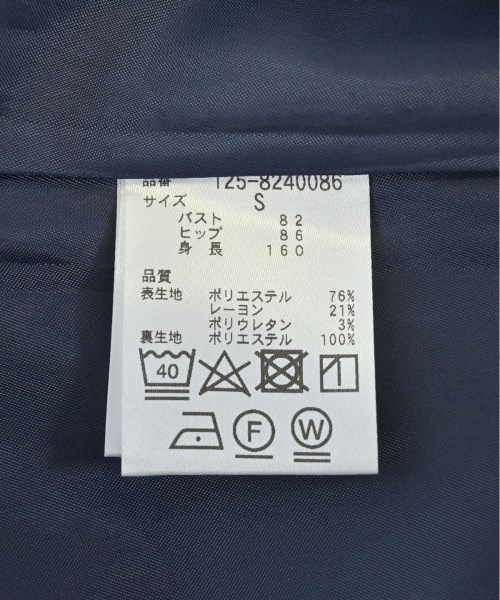 品番 125-8240086
サイズ S
バスト 82
ヒップ 86
身長 160
品質
表生地 ポリエステル 76%
レーヨン 21%
ポリウレタン 3%
裏生地 ポリエステル 100%
40
F W